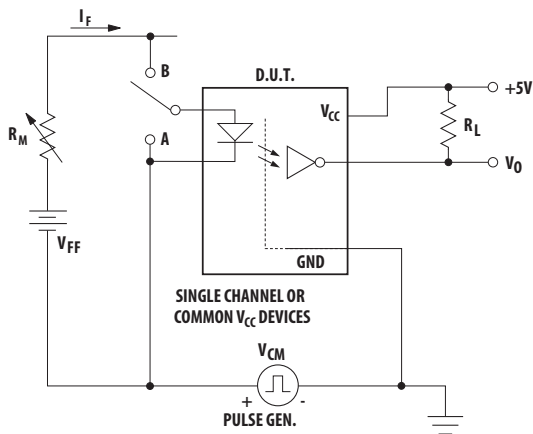 I_F
B
D.U.T.
+5V
V_CC
R_L
R_M
A
V_O
V_FF
GND
SINGLE CHANNEL OR
COMMON V_CC DEVICES
V_CM
+ -
PULSE GEN.